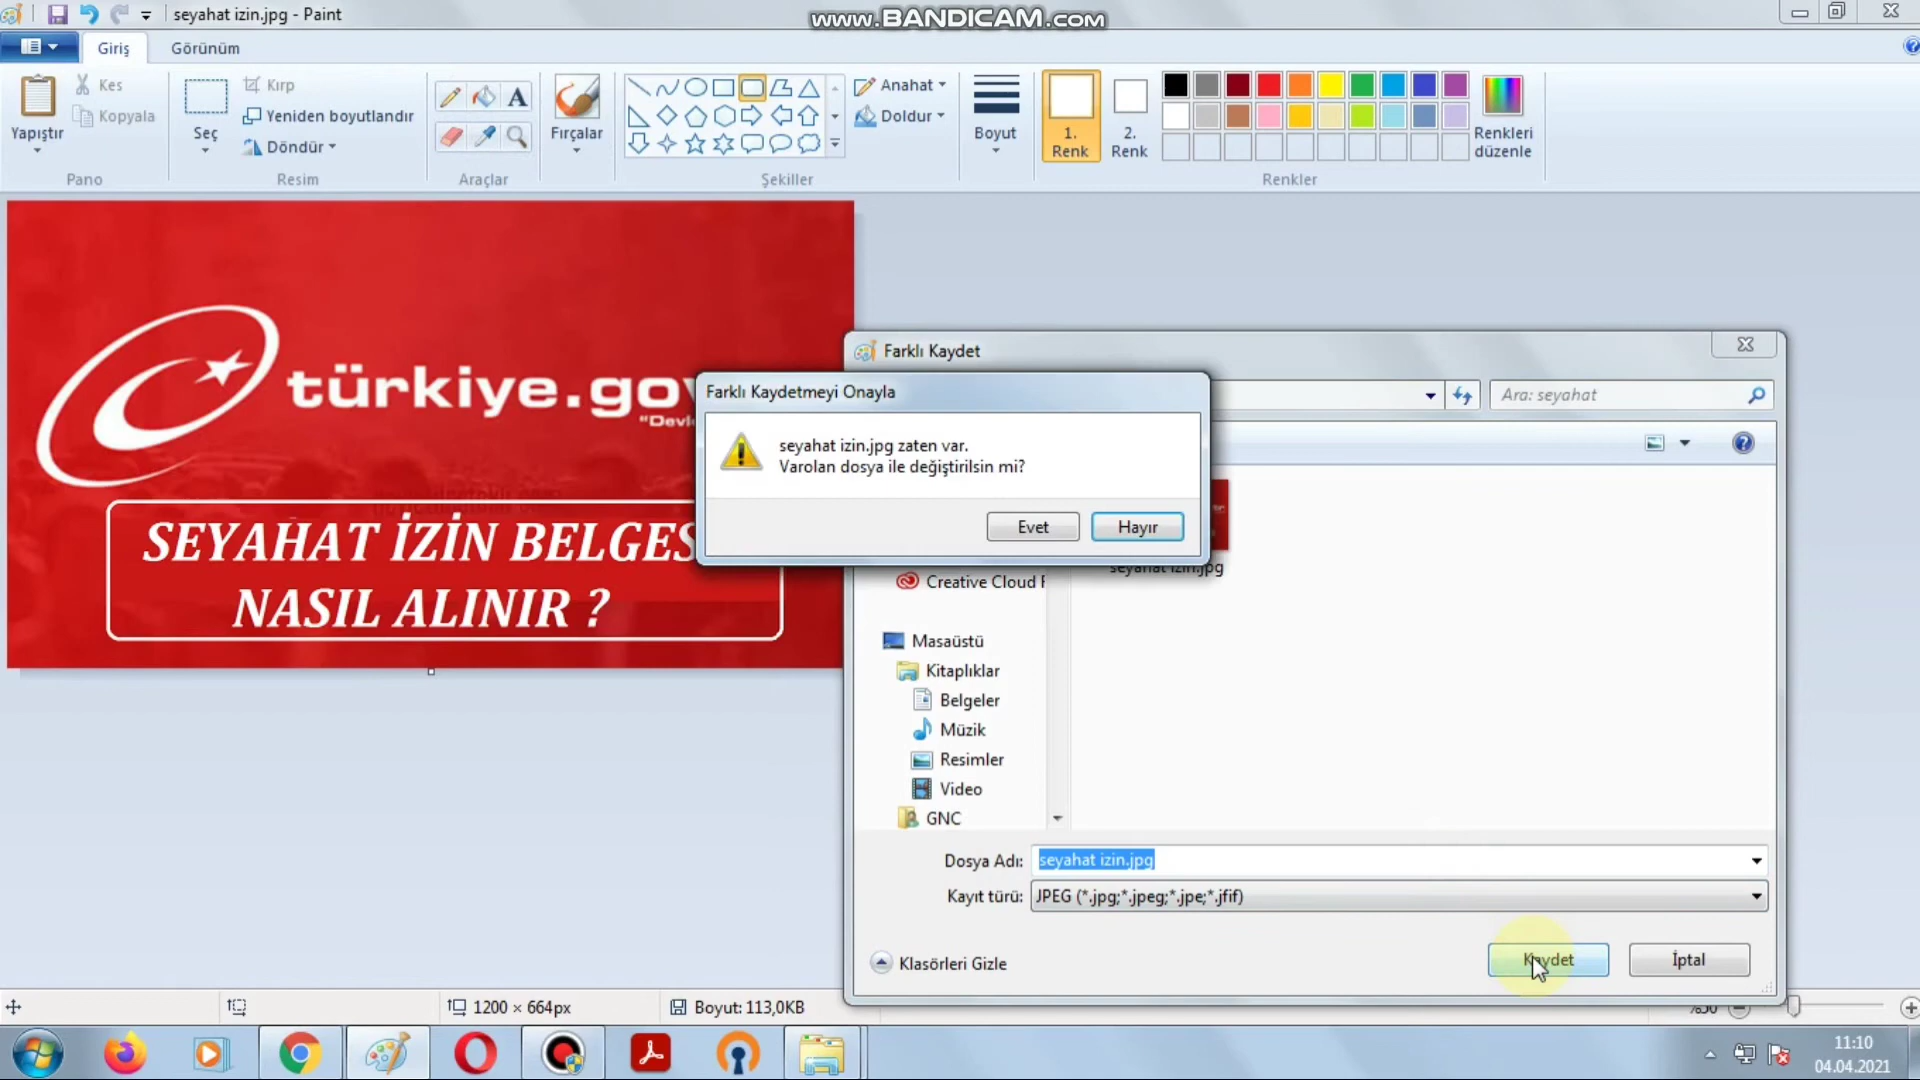 seyahat izin.jpg - Paint
www.BANDICAM.com
Giriş
Görünüm
Yapıştır
Kes
Kopyala
Pano
Seç
Kırp
Yeniden boyutlandır
Döndür
Resim
A
Araçlar
Fırçalar
Şekiller
Anahat
Doldur
Boyut
1.
Renk
2.
Renk
Renkleri
düzenle
Renkler
türkiye.gov
SEYAHAT İZİN BELGES
NASIL ALINIR ?
Farklı Kaydet
Ara: seyahat
Farklı Kaydetmeyi Onayla
seyahat izin.jpg zaten var.
Varolan dosya ile değiştirilsin mi?
Evet
Hayır
seyahat izin.jpg
Creative Cloud F
Masaüstü
Kitaplıklar
Belgeler
Müzik
Resimler
Video
GNC
Dosya Adı: seyahat izin.jpg
Kayıt türü: JPEG (*.jpg;*.jpeg;*.jpe;*.jfif)
Klasörleri Gizle
Kaydet
İptal
1200 × 664px
Boyut: 113,0KB
%50
11:10
04.04.2021